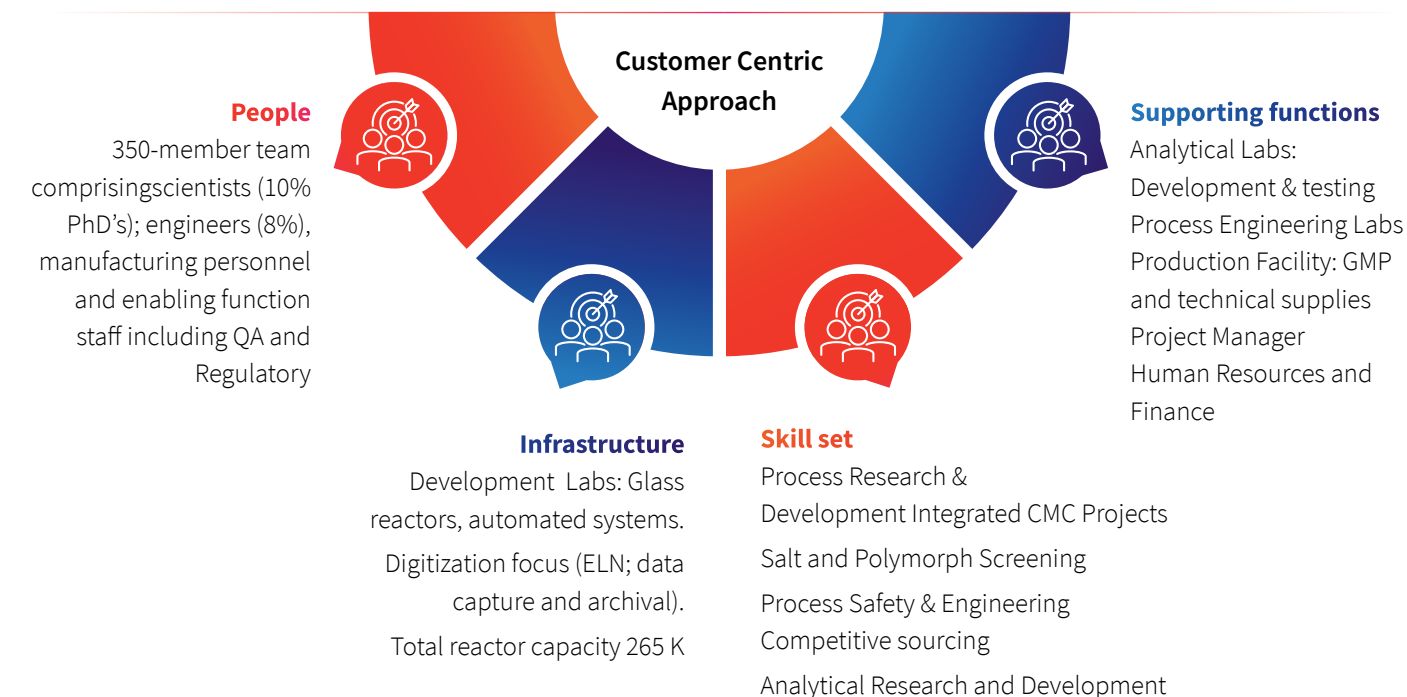 Customer Centric
Approach
People
350-member team
comprisingscientists (10%
PhD's); engineers (8%),
manufacturing personnel
and enabling function
staff including QA and
Regulatory
Infrastructure
Development  Labs: Glass
reactors, automated systems.
Digitization focus (ELN; data
capture and archival).
Total reactor capacity 265 K
Skill set
Process Research &
Development Integrated CMC Projects
Salt and Polymorph Screening
Process Safety & Engineering
Competitive sourcing
Analytical Research and Development
Supporting functions
Analytical Labs:
Development & testing
Process Engineering Labs
Production Facility: GMP
and technical supplies
Project Manager
Human Resources and
Finance